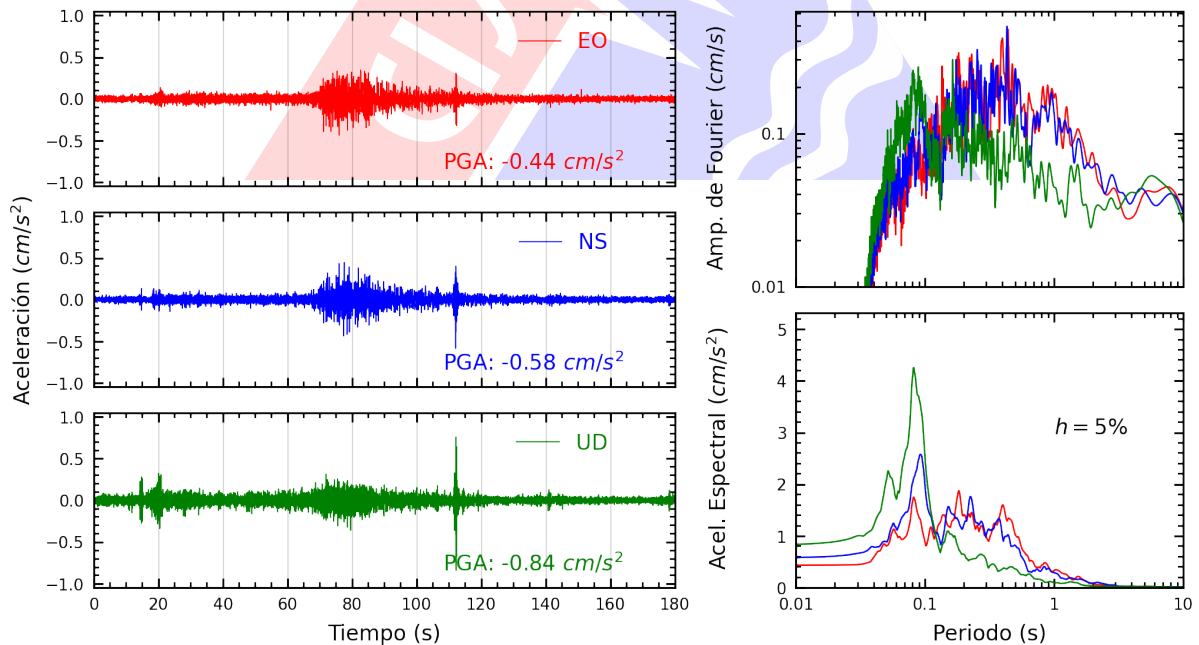 Aceleración (cm/s²)
1.0
0.5
0.0
−0.5
−1.0
EO
PGA: -0.44 cm/s²
1.0
0.5
0.0
−0.5
−1.0
NS
PGA: -0.58 cm/s²
1.0
0.5
0.0
−0.5
−1.0
UD
PGA: -0.84 cm/s²
0 20 40 60 80 100 120 140 160 180
Tiempo (s)
Amp. de Fourier (cm/s)
0.1
0.01
Acel. Espectral (cm/s²)
5
4
3
2
1
0
h = 5%
0.01 0.1 1 10
Periodo (s)